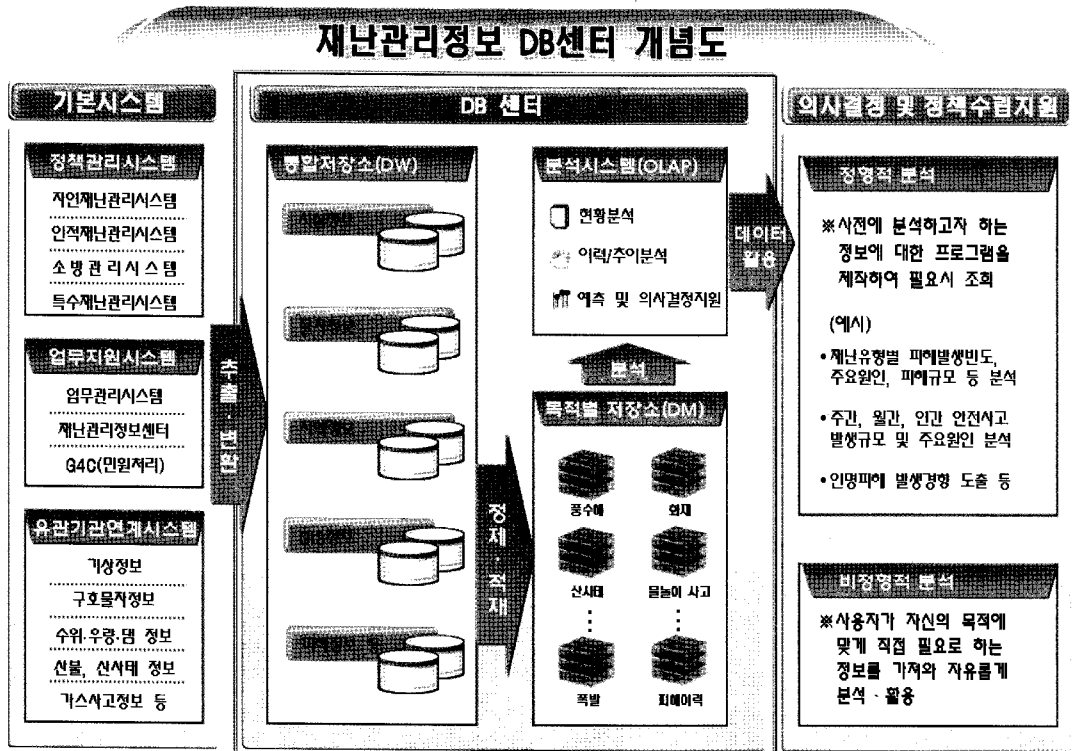 재난관리정보 DB센터 개념도
기본시스템
정책관리시스템
자연재난관리시스템
인적재난관리시스템
소방관리시스템
특수재난관리시스템
업무지원시스템
업무관리시스템
재난관리정보센터
G4C(민원처리)
유관기관연계시스템
기상정보
구호물자정보
수위·우량·댐 정보
산불, 산사태 정보
가스사고정보 등
추출·변환
DB 센터
통합저장소(DW)
정제·적재
분석시스템(OLAP)
현황분석
이력/추이분석
예측 및 의사결정지원
분석
목적별 저장소(DM)
풍수해
화재
산사태
물놀이 사고
폭발
피해이력
데이터
활용
의사결정 및 정책수립지원
정형적 분석
※사전에 분석하고자 하는
정보에 대한 프로그램을
제작하여 필요시 조회
(예시)
•재난유형별 피해발생빈도,
주요원인, 피해규모 등 분석
•주간, 월간, 인간 안전사고
발생규모 및 주요원인 분석
•인명피해 발생경향 도출 등
비정형적 분석
※사용자가 자신의 목적에
맞게 직접 필요로 하는
정보를 가져와 자유롭게
분석·활용